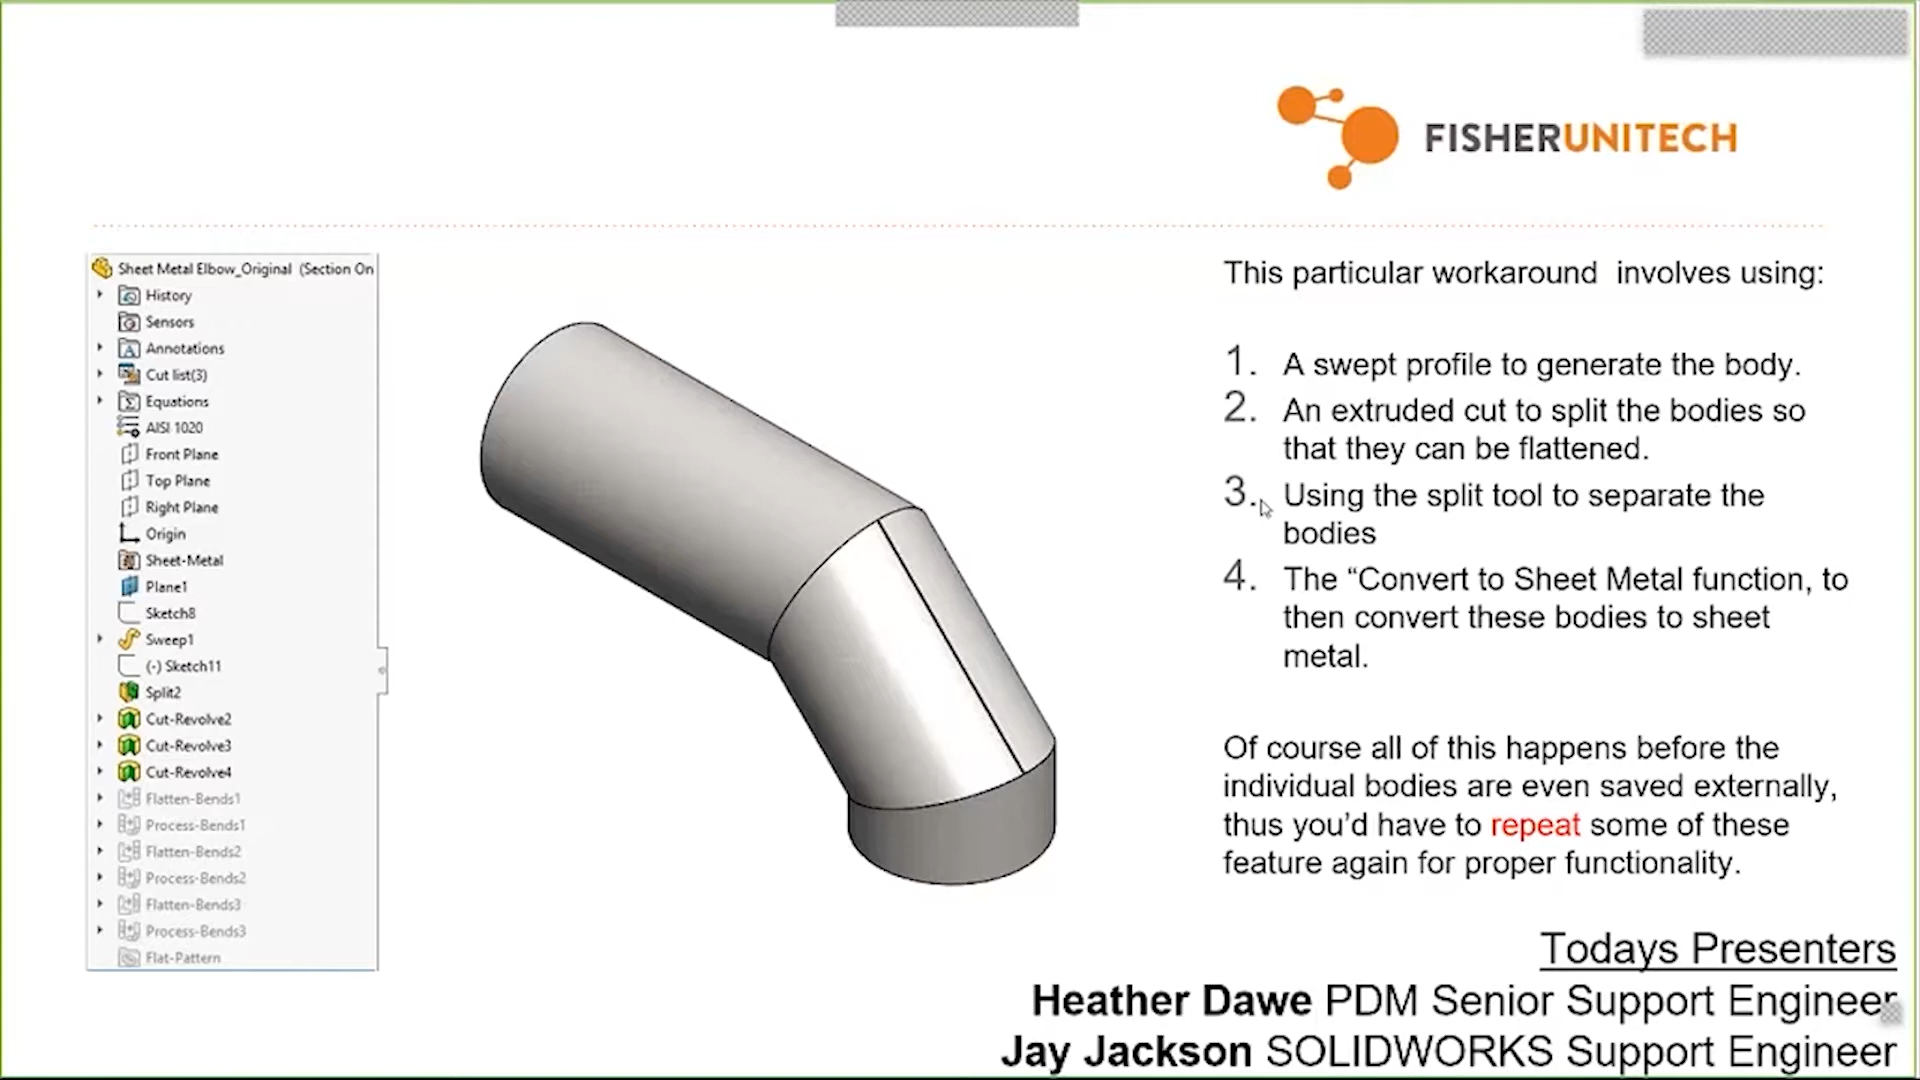 FISHERUNITECH
Sheet Metal Elbow_Original (Section On
History
Sensors
Annotations
Cut list(3)
Equations
AISI 1020
Front Plane
Top Plane
Right Plane
Origin
Sheet-Metal
Plane1
Sketch8
Sweep1
(-) Sketch11
Split2
Cut-Revolve2
Cut-Revolve3
Cut-Revolve4
Flatten-Bends1
Process-Bends1
Flatten-Bends2
Process-Bends2
Flatten-Bends3
Process-Bends3
Flat-Pattern
This particular workaround  involves using:
1. A swept profile to generate the body.
2. An extruded cut to split the bodies so
that they can be flattened.
3. Using the split tool to separate the
bodies
4. The “Convert to Sheet Metal function, to
then convert these bodies to sheet
metal.
Of course all of this happens before the
individual bodies are even saved externally,
thus you’d have to repeat some of these
feature again for proper functionality.
Todays Presenters
Heather Dawe PDM Senior Support Engineer
Jay Jackson SOLIDWORKS Support Engineer